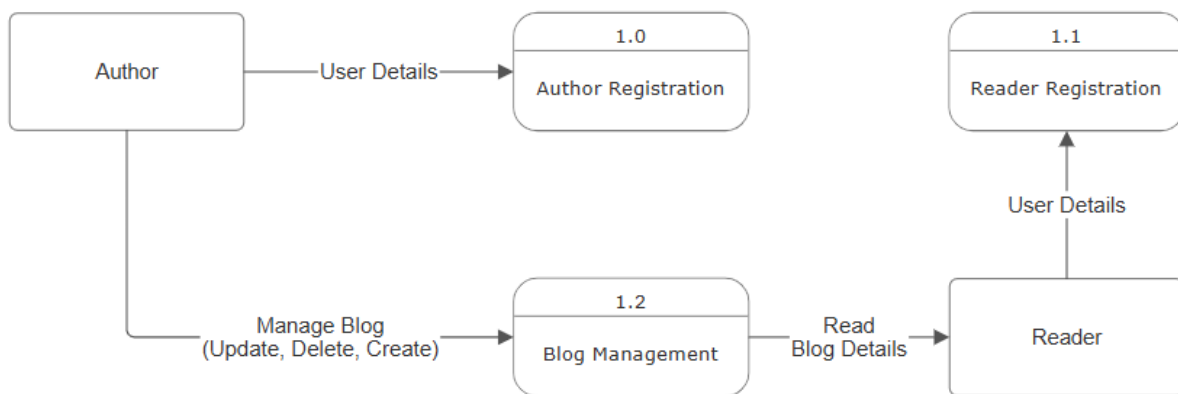 1.0
1.1
Author
User Details
Author Registration
Reader Registration
User Details
1.2
Manage Blog
(Update, Delete, Create)
Blog Management
Read
Blog Details
Reader